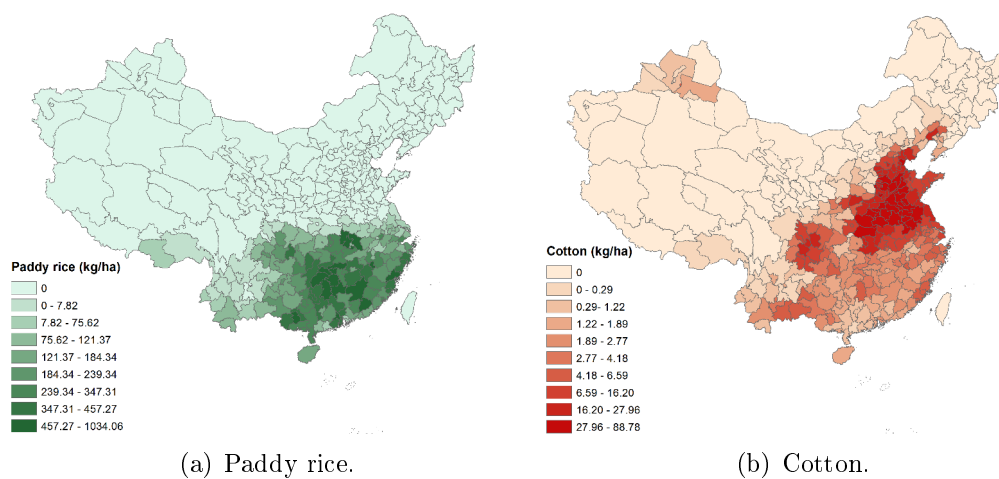 Paddy rice (kg/ha)
0
0 - 7.82
7.82 - 75.62
75.62 - 121.37
121.37 - 184.34
184.34 - 239.34
239.34 - 347.31
347.31 - 457.27
457.27 - 1034.06
(a) Paddy rice.
Cotton (kg/ha)
0
0 - 0.29
0.29- 1.22
1.22 - 1.89
1.89 - 2.77
2.77 - 4.18
4.18 - 6.59
6.59 - 16.20
16.20 - 27.96
27.96 - 88.78
(b) Cotton.